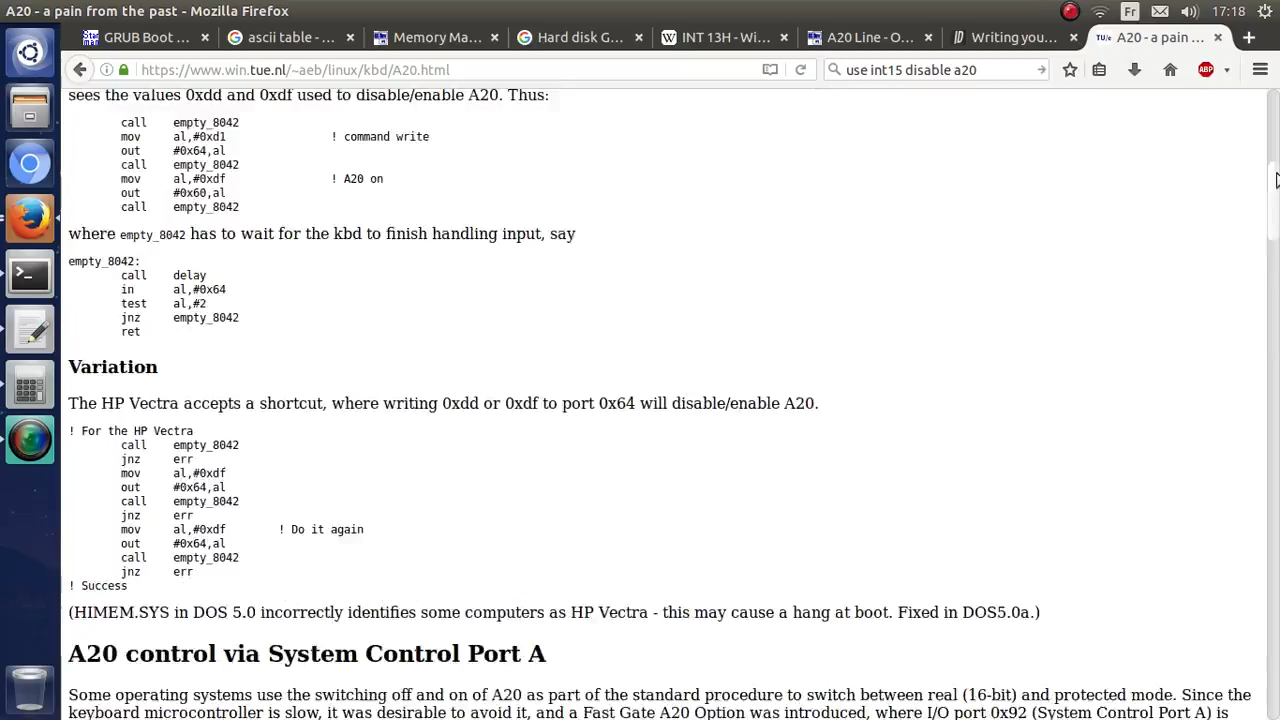 A20 - a pain from the past - Mozilla Firefox
Fr
17:18
GRUB Boot ...
ascii table - ...
Memory Ma...
Hard disk G...
INT 13H - Wi...
A20 Line - O...
Writing you...
TU/e A20 - a pain ...
https://www.win.tue.nl/~aeb/linux/kbd/A20.html
use int15 disable a20
ABP
sees the values 0xdd and 0xdf used to disable/enable A20. Thus:
call empty_8042
mov al,#0xd1 ! command write
out #0x64,al
call empty_8042
mov al,#0xdf ! A20 on
out #0x60,al
call empty_8042
where empty_8042 has to wait for the kbd to finish handling input, say
empty_8042:
call delay
in al,#0x64
test al,#2
jnz empty_8042
ret
Variation
The HP Vectra accepts a shortcut, where writing 0xdd or 0xdf to port 0x64 will disable/enable A20.
! For the HP Vectra
call empty_8042
jnz err
mov al,#0xdf
out #0x64,al
call empty_8042
jnz err
mov al,#0xdf ! Do it again
out #0x64,al
call empty_8042
jnz err
! Success
(HIMEM.SYS in DOS 5.0 incorrectly identifies some computers as HP Vectra - this may cause a hang at boot. Fixed in DOS5.0a.)
A20 control via System Control Port A
Some operating systems use the switching off and on of A20 as part of the standard procedure to switch between real (16-bit) and protected mode. Since the
keyboard microcontroller is slow, it was desirable to avoid it, and a Fast Gate A20 Option was introduced, where I/O port 0x92 (System Control Port A) is